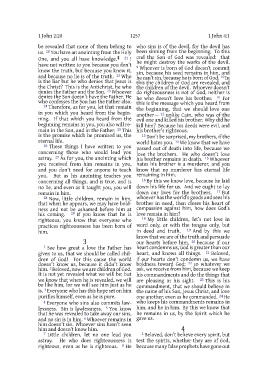 1 John 2:20 1257 1 John 4:1
be revealed that none of them belong to
us. 20 You have an anointing from the Holy
One, and you all have knowledge. 21 I
have not written to you because you don't
know the truth, but because you know it,
and because no lie is of the truth. 22 Who
is the liar but he who denies that Jesus is
the Christ? This is the Antichrist, he who
denies the Father and the Son. 23 Whoever
denies the Son doesn't have the Father. He
who confesses the Son has the Father also.
24 Therefore, as for you, let that remain
in you which you heard from the beginning.
If that which you heard from the
beginning remains in you, you also will remain
in the Son, and in the Father. 25 This
is the promise which he promised us, the
eternal life.
26 These things I have written to you
concerning those who would lead you
astray. 27 As for you, the anointing which
you received from him remains in you,
and you don't need for anyone to teach
you. But as his anointing teaches you
concerning all things, and is true, and is
no lie, and even as it taught you, you will
remain in him.
28 Now, little children, remain in him,
that when he appears, we may have boldness
and not be ashamed before him at
his coming. 29 If you know that he is
righteous, you know that everyone who
practices righteousness has been born of
him.
3
1 See how great a love the Father has
given to us, that we should be called children
of God! For this cause the world
doesn't know us, because it didn't know
him. 2 Beloved, now we are children of God.
It is not yet revealed what we will be; but
we know that when he is revealed, we will
be like him, for we will see him just as he
is. 3 Everyone who has this hope set on him
purifies himself, even as he is pure.
4 Everyone who sins also commits lawlessness.
Sin is lawlessness. 5 You know
that he was revealed to take away our sins,
and no sin is in him. 6 Whoever remains in
him doesn't sin. Whoever sins hasn't seen
him and doesn't know him.
7 Little children, let no one lead you
astray. He who does righteousness is
righteous, even as he is righteous. 8 He
who sins is of the devil, for the devil has
been sinning from the beginning. To this
end the Son of God was revealed: that
he might destroy the works of the devil.
9 Whoever is born of God doesn't commit
sin, because his seed remains in him, and
he can't sin, because he is born of God. 10 In
this the children of God are revealed, and
the children of the devil. Whoever doesn't
do righteousness is not of God, neither is
he who doesn't love his brother. 11 For
this is the message which you heard from
the beginning, that we should love one
another— 12 unlike Cain, who was of the
evil one and killed his brother. Why did he
kill him? Because his deeds were evil, and
his brother's righteous.
13 Don't be surprised, my brothers, if the
world hates you. 14 We know that we have
passed out of death into life, because we
love the brothers. He who doesn't love
his brother remains in death. 15 Whoever
hates his brother is a murderer, and you
know that no murderer has eternal life
remaining in him.
16 By this we know love, because he laid
down his life for us. And we ought to lay
down our lives for the brothers. 17 But
whoever has the world's goods and sees his
brother in need, then closes his heart of
compassion against him, how does God's
love remain in him?
18 My little children, let's not love in
word only, or with the tongue only, but
in deed and truth. 19 And by this we
know that we are of the truth and persuade
our hearts before him, 20 because if our
heart condemns us, God is greater than our
heart, and knows all things. 21 Beloved,
if our hearts don't condemn us, we have
boldness toward God; 22 so whatever we
ask, we receive from him, because we keep
his commandments and do the things that
are pleasing in his sight. 23 This is his
commandment, that we should believe in
the name of his Son, Jesus Christ, and love
one another, even as he commanded. 24 He
who keeps his commandments remains in
him, and he in him. By this we know that
he remains in us, by the Spirit which he
gave us.
4
1 Beloved, don't believe every spirit, but
test the spirits, whether they are of God,
because many false prophets have gone out